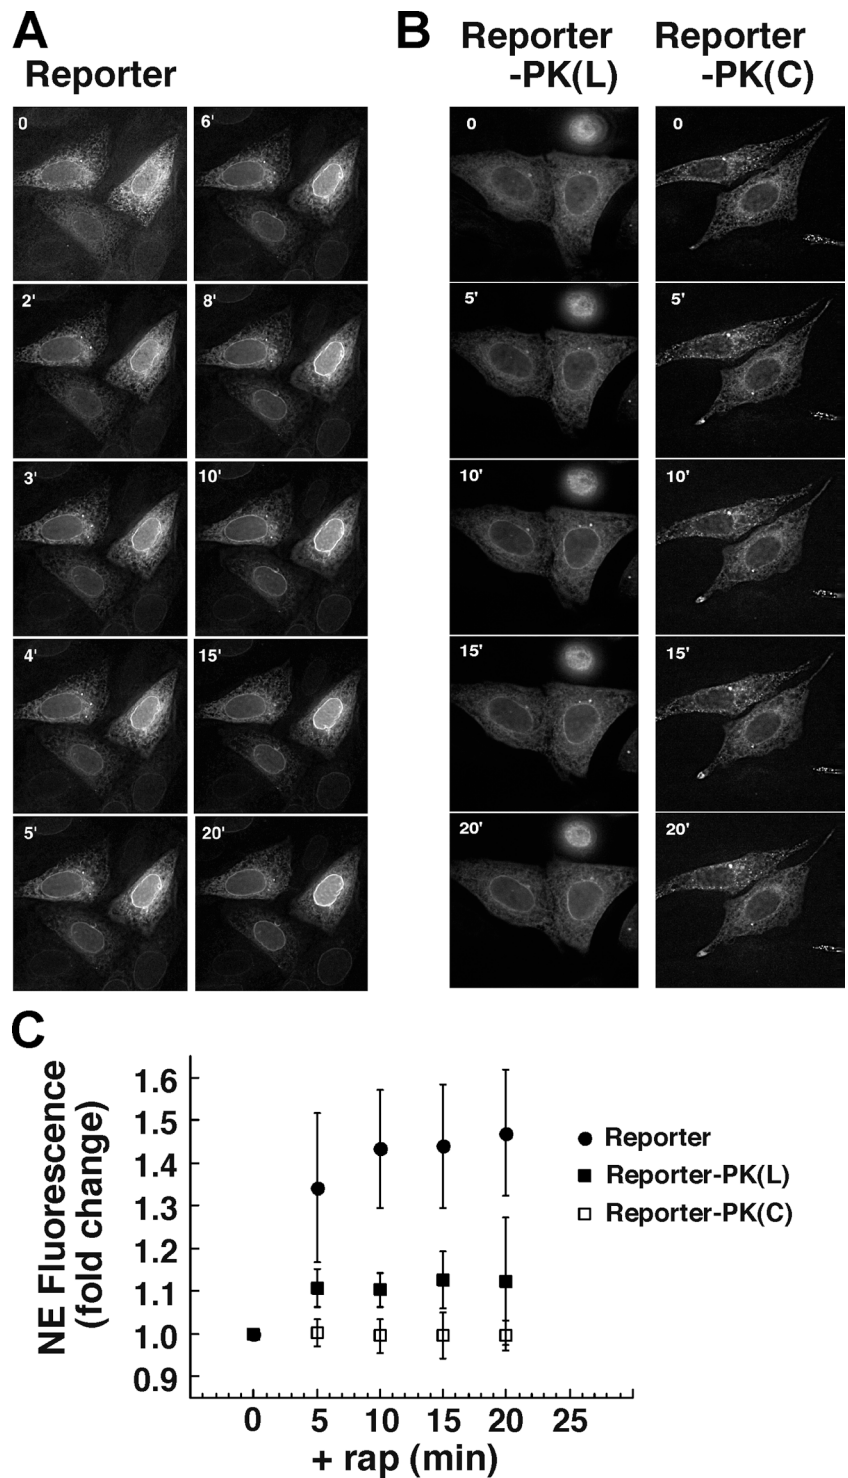 A
Reporter
0
6'
2'
8'
3'
10'
4'
15'
5'
20'
B
Reporter
-PK(L)
Reporter
-PK(C)
0
0
5'
5'
10'
10'
15'
15'
20'
20'
C
NE Fluorescence
(fold change)
1.6
1.5
1.4
1.3
1.2
1.1
1.0
0.9
0 5 10 15 20 25
+ rap (min)
Reporter
Reporter-PK(L)
Reporter-PK(C)